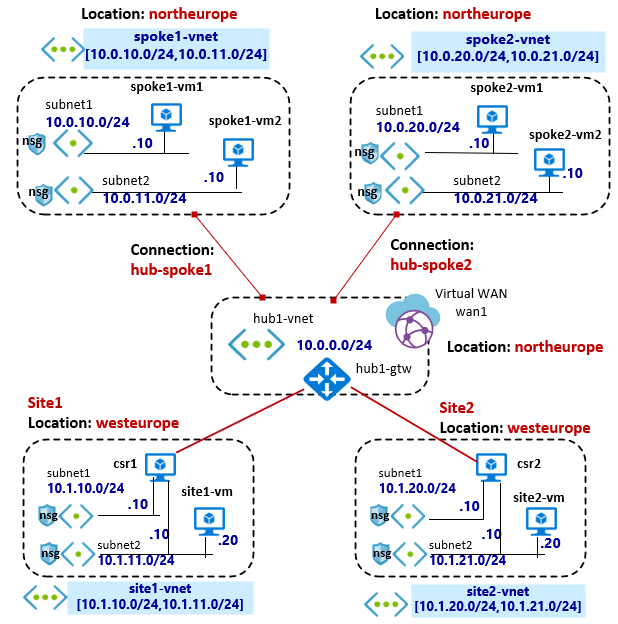 Location: northeurope
spoke1-vnet
[10.0.10.0/24,10.0.11.0/24]
spoke1-vm1
subnet1
10.0.10.0/24
nsg
.10
spoke1-vm2
.10
subnet2
nsg
10.0.11.0/24
Location: northeurope
spoke2-vnet
[10.0.20.0/24,10.0.21.0/24]
spoke2-vm1
subnet1
10.0.20.0/24
nsg
.10
spoke2-vm2
.10
subnet2
nsg
10.0.21.0/24
Connection:
hub-spoke1
Connection:
hub-spoke2
Virtual WAN
wan1
hub1-vnet
10.0.0.0/24
hub1-gtw
Location: northeurope
Site1
Location: westeurope
csr1
subnet1
10.1.10.0/24
.10
nsg
site1-vm
.10
.20
subnet2
nsg
10.1.11.0/24
site1-vnet
[10.1.10.0/24,10.1.11.0/24]
Site2
Location: westeurope
csr2
subnet1
10.1.20.0/24
.10
nsg
site2-vm
.10
.20
subnet2
nsg
10.1.21.0/24
site2-vnet
[10.1.20.0/24,10.1.21.0/24]